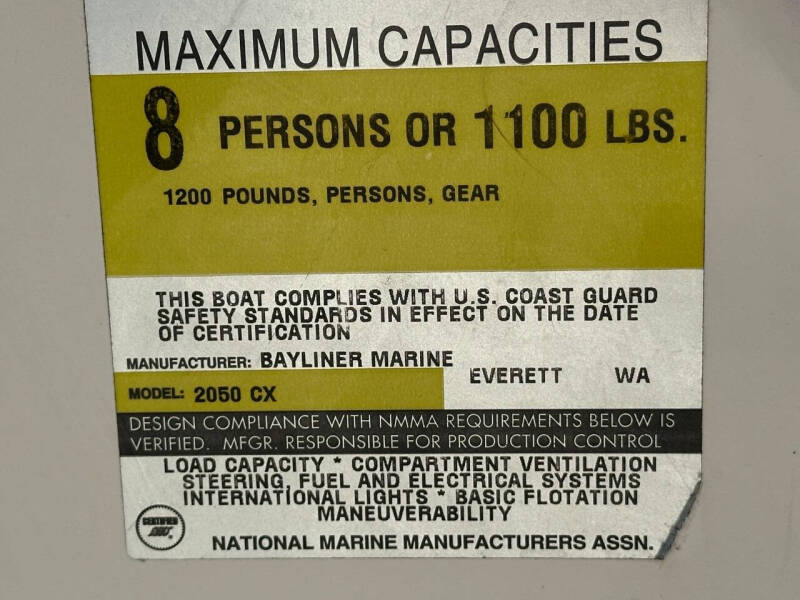 MAXIMUM CAPACITIES
8 PERSONS OR 1100 LBS.
1200 POUNDS, PERSONS, GEAR
THIS BOAT COMPLIES WITH U.S. COAST GUARD
SAFETY STANDARDS IN EFFECT ON THE DATE
OF CERTIFICATION
MANUFACTURER: BAYLINER MARINE
EVERETT WA
MODEL: 2050 CX
DESIGN COMPLIANCE WITH NMMA REQUIREMENTS BELOW IS
VERIFIED. MFGR. RESPONSIBLE FOR PRODUCTION CONTROL
LOAD CAPACITY * COMPARTMENT VENTILATION
STEERING, FUEL AND ELECTRICAL SYSTEMS
INTERNATIONAL LIGHTS * BASIC FLOTATION
MANEUVERABILITY
CERTIFIED
NATIONAL MARINE MANUFACTURERS ASSN.